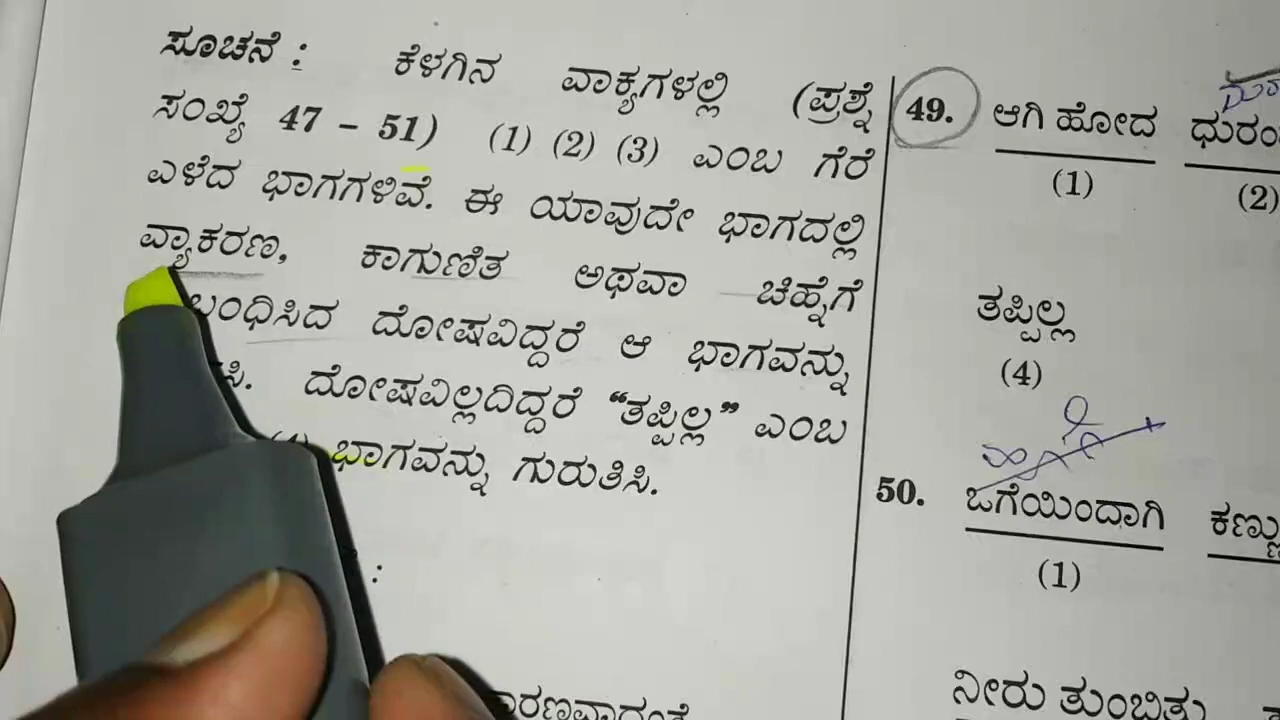 ಸೂಚನೆ : ಕೆಳಗಿನ ವಾಕ್ಯಗಳಲ್ಲಿ (ಪ್ರಶ್ನೆ
ಸಂಖ್ಯೆ 47 – 51) (1) (2) (3) ಎಂಬ ಗೆರೆ
ಎಳೆದ ಭಾಗಗಳಿವೆ. ಈ ಯಾವುದೇ ಭಾಗದಲ್ಲಿ
ವ್ಯಾಕರಣ, ಕಾಗುಣಿತ ಅಥವಾ ಚಿಹ್ನೆಗೆ
ದೋಷವಿದ್ದರೆ ಆ ಭಾಗವನ್ನು
ದೋಷವಿಲ್ಲದಿದ್ದರೆ “ತಪ್ಪಿಲ್ಲ” ಎಂಬ
ಭಾಗವನ್ನು ಗುರುತಿಸಿ.
49. ಆಗಿ ಹೋದ
(1) (2)
ತಪ್ಪಿಲ್ಲ
(4)
50. ಒಗೆಯಿಂದಾಗಿ
(1)
ನೀರು ತುಂಬಿತು